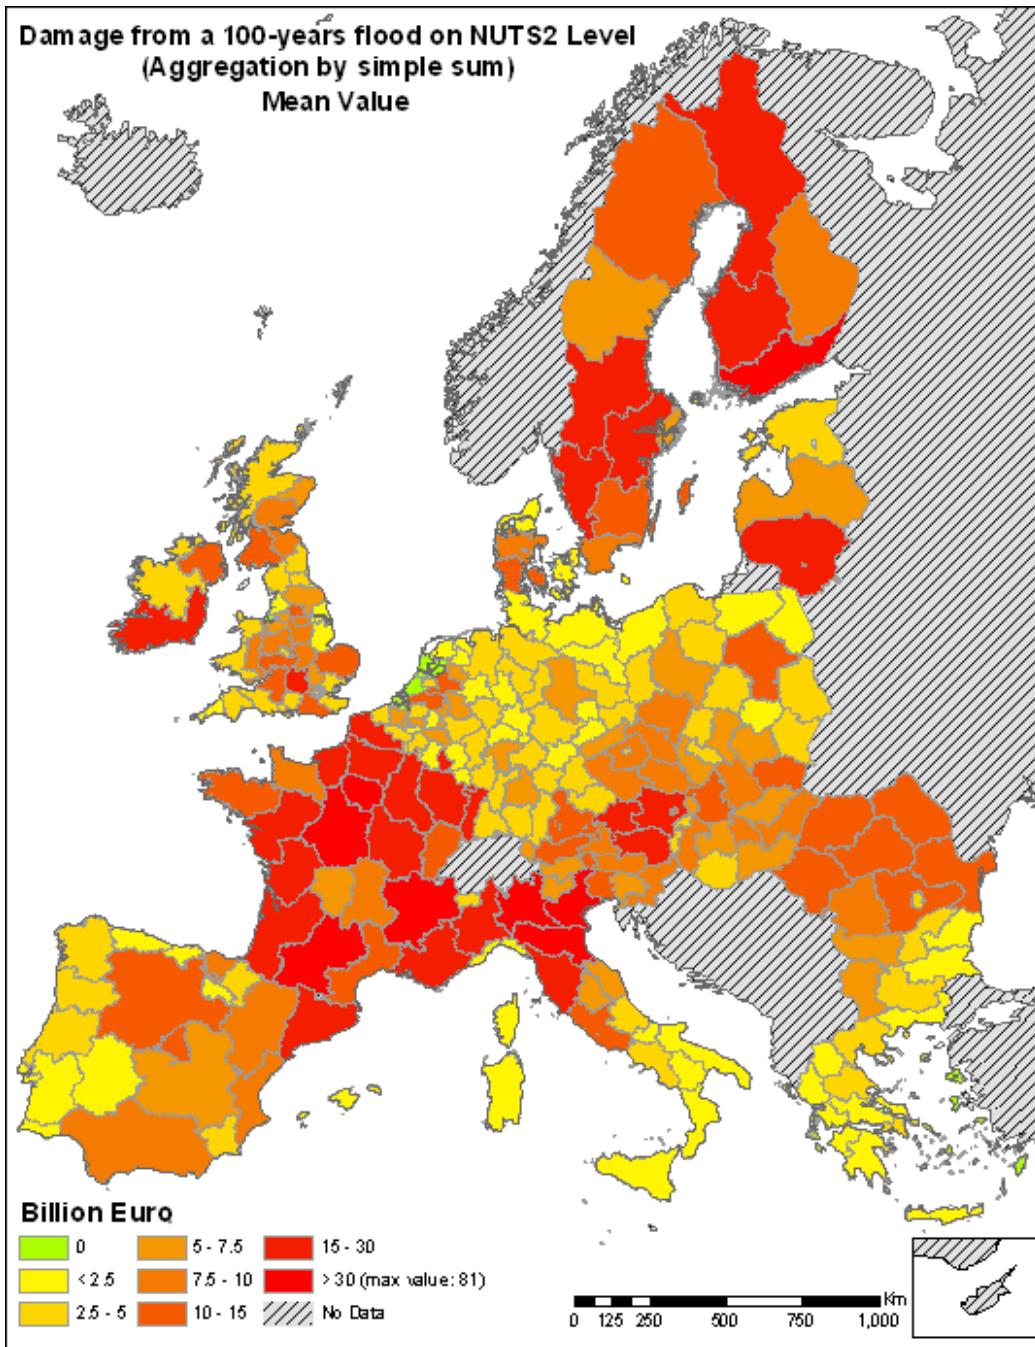 Damage from a 100-years flood on NUTS2 Level
(Aggregation by simple sum)
Mean Value
Billion Euro
0
< 2.5
2.5 - 5
5 - 7.5
7.5 - 10
10 - 15
15 - 30
> 30 (max value: 81)
No Data
Km
0 125 250 500 750 1,000